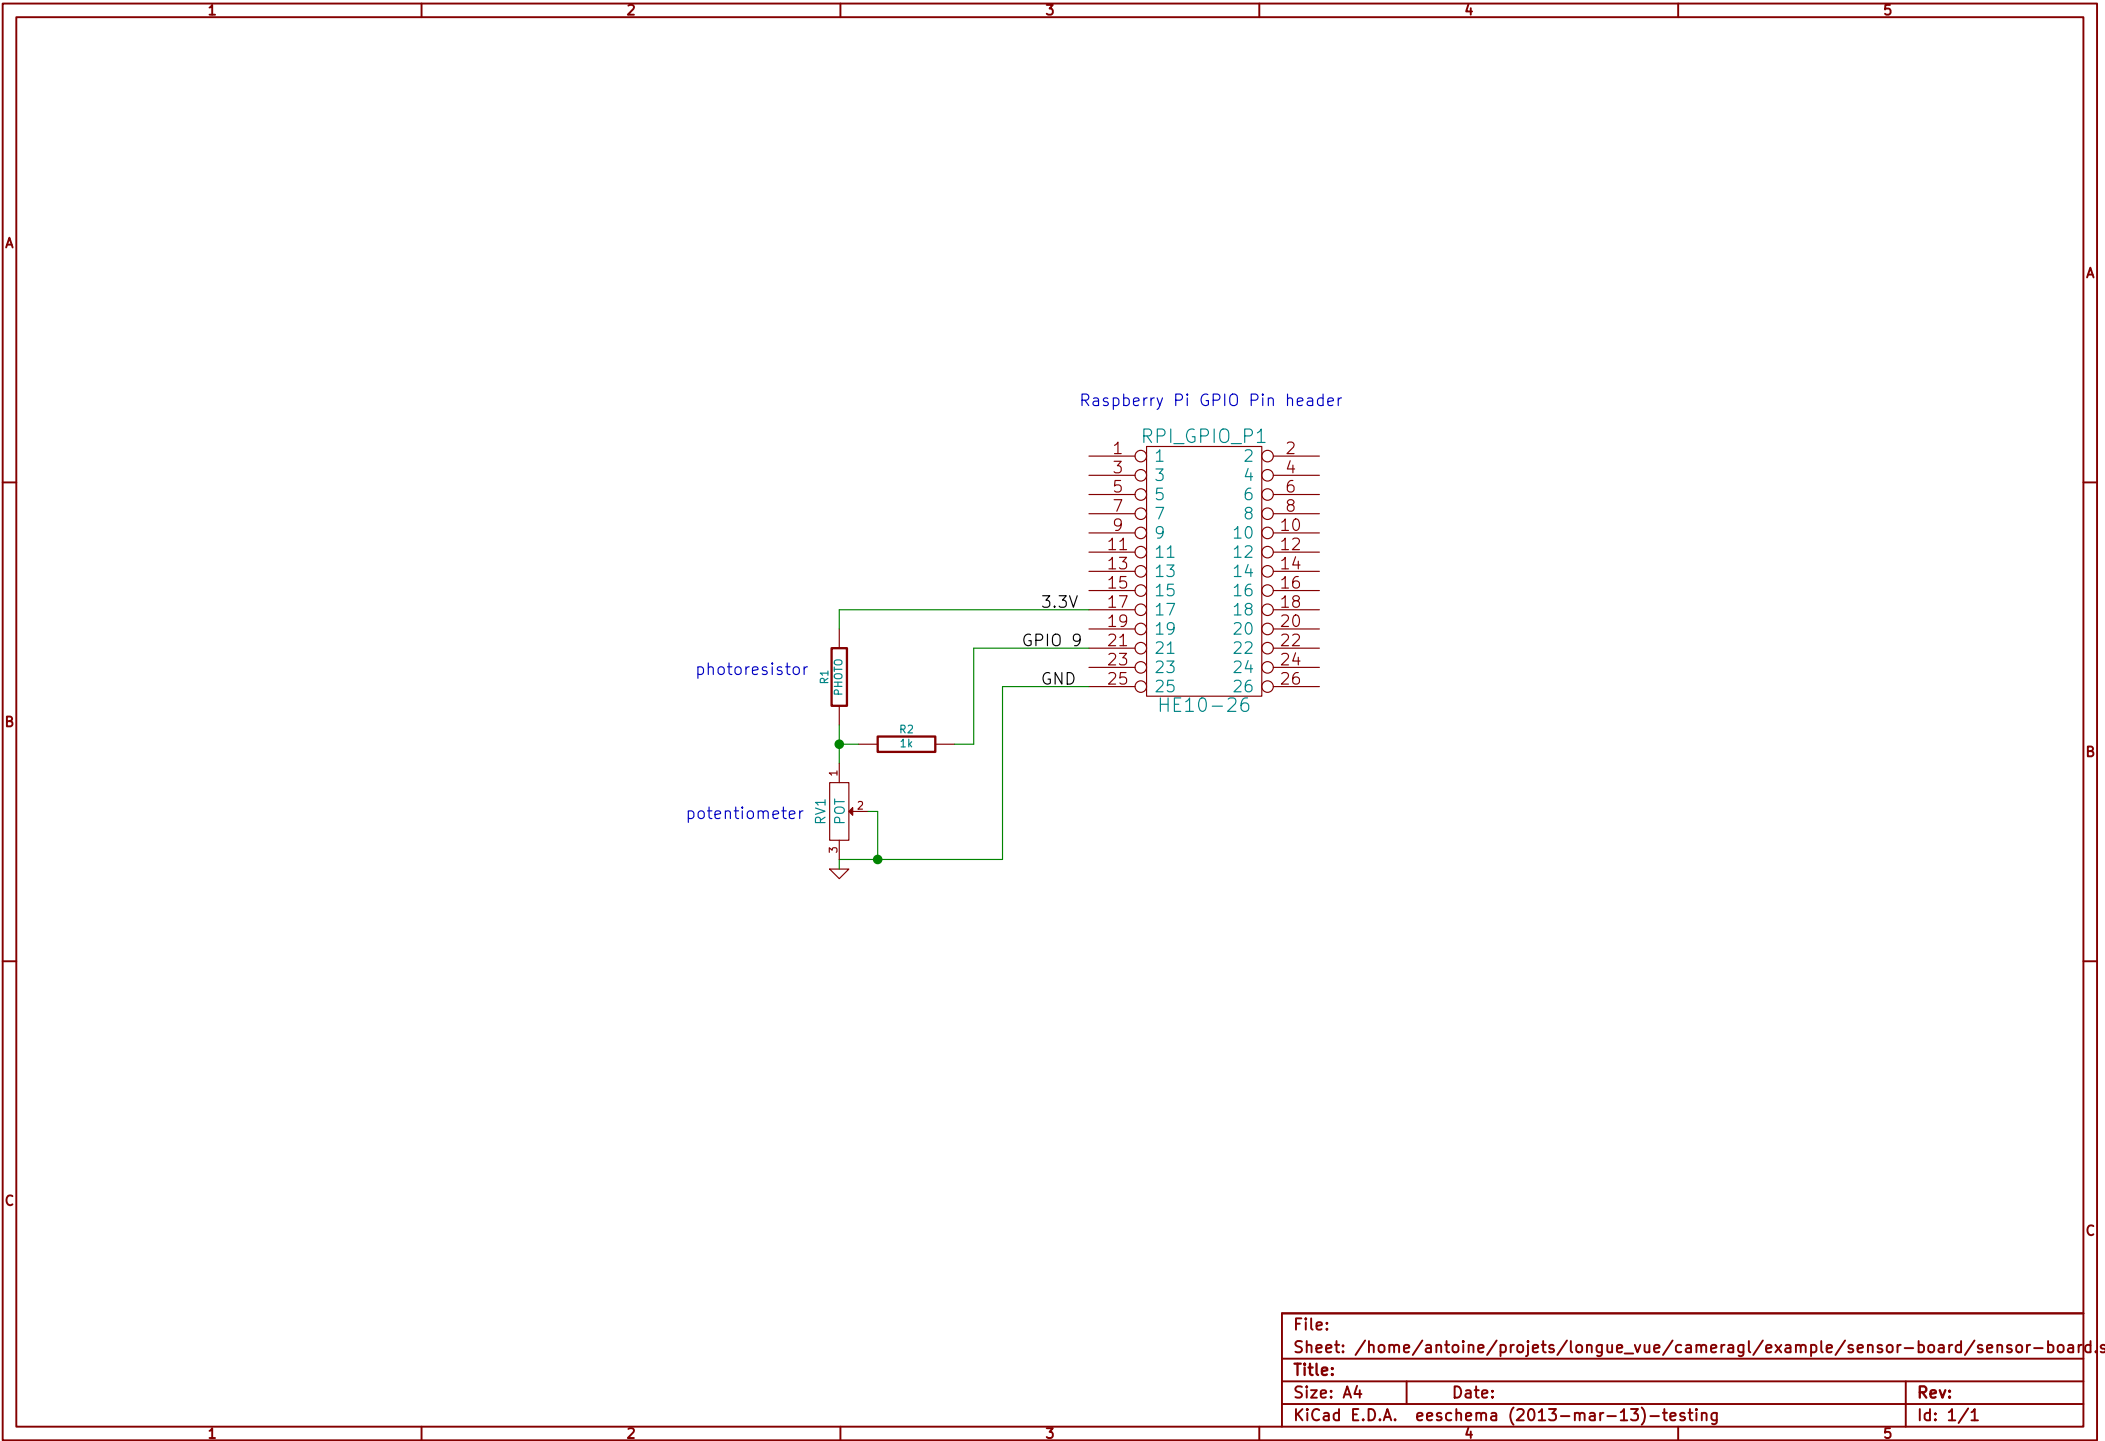 1 2 3 4 5
A
A
Raspberry Pi GPIO Pin header
RPI_GPIO_P1
1 1 2 2
3 3 4 4
B
5 5 6 6
7 7 8 8
9 9 10 10
11 11 12 12
13 13 14 14
15 15 16 16
3.3V 17 17 18 18
19 19 20 20
GPIO 9 21 21 22 22
photoresistor R1 PHOTO 23 23 24 24
GND 25 25 26 26
HE10-26
B
R2
1k
B
1
potentiometer RV1 POT 2
3
C
C
File:
Sheet: /home/antoine/projets/longue_vue/cameragl/example/sensor-board/sensor-board.s
Title:
Size: A4 Date: Rev:
KiCad E.D.A. eeschema (2013-mar-13)-testing Id: 1/1
1 2 3 4 5